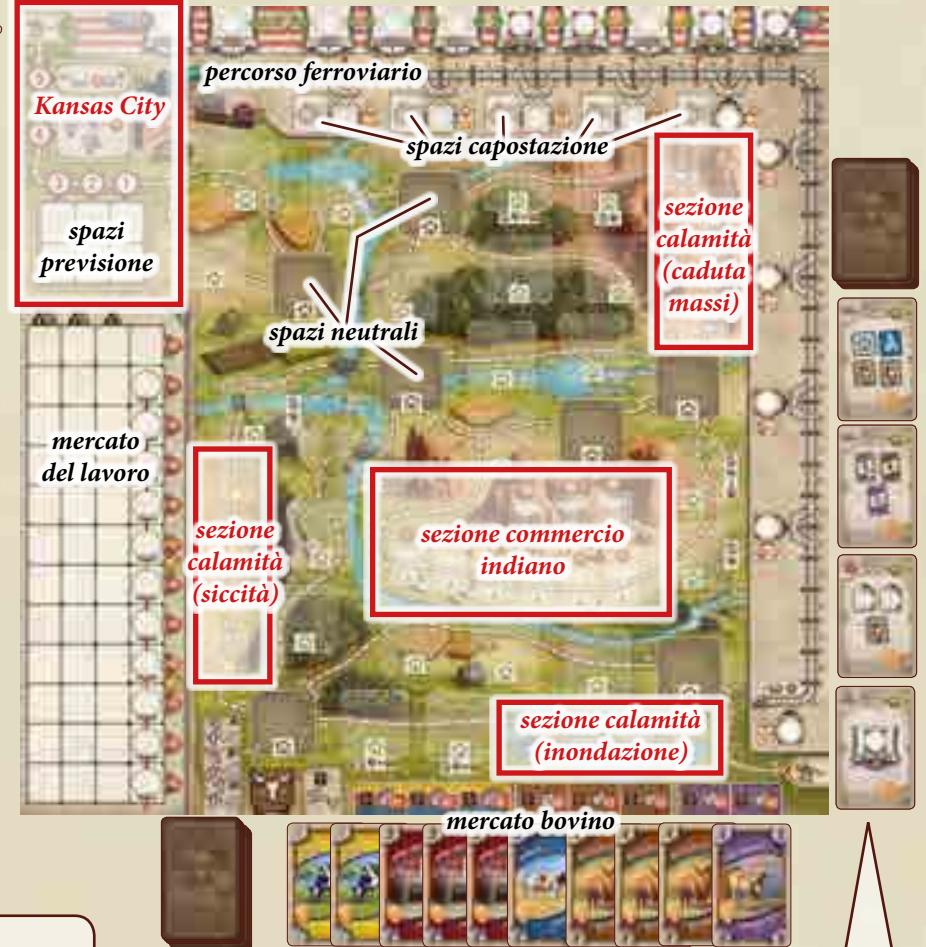 percorso ferroviario
Kansas City
spazi capostazione
spazi
previsione
sezione
calamità
(caduta
massi)
spazi neutrali
mercato
del lavoro
sezione
calamità
(siccità)
sezione commercio
indiano
sezione calamità
(inondazione)
mercato bovino